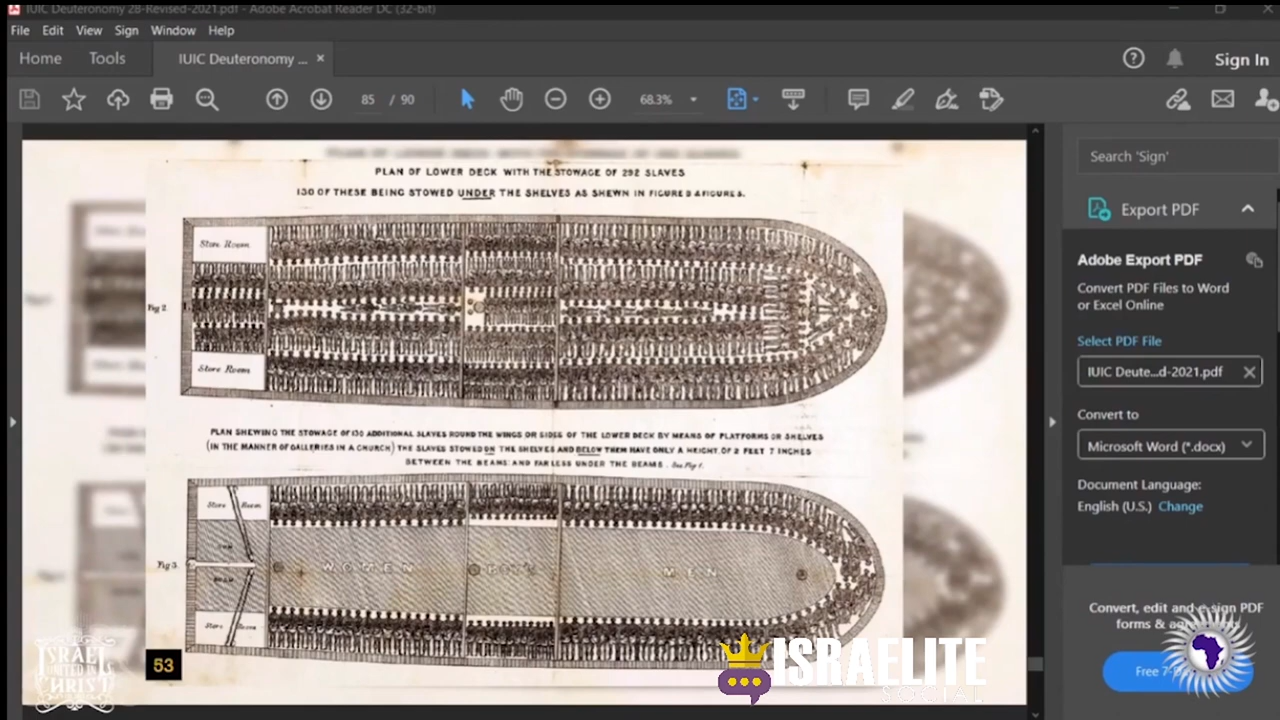 IUIC Deuteronomy 28-Revised-2021.pdf - Adobe Acrobat Reader DC (32-bit)
File Edit View Sign Window Help
Home Tools IUIC Deuteronomy ... ×
Sign In
85 / 90
68.3%
PLAN OF LOWER DECK WITH THE STOWAGE OF 292 SLAVES
130 OF THESE BEING STOWED UNDER THE SHELVES AS SHEWN IN FIGURE
Store Room
Fig 2.
Store Room
PLAN SHEWING THE STOWAGE OF 130 ADDITIONAL SLAVES ROUND THE WINGS OR SIDES OF THE LOWER DECK BY MEANS OF PLATFORMS OR SHELVES
(IN THE MANNER OF GALLERIES IN A CHURCH) THE SLAVES STOWED ON THE SHELVES AND BELOW THEM HAVE ONLY A HEIGHT OF 2 FEET 7 INCHES
BETWEEN THE BEAMS AND FAR LESS UNDER THE BEAMS. See Fig 1.
Store Room
Fig 3
WOMEN
MEN
Store Room
53
ISRAEL
UNITED IN
CHRIST
ISRAELITE
SOCIAL
Search 'Sign'
Export PDF
Adobe Export PDF
Convert PDF Files to Word
or Excel Online
Select PDF File
IUIC Deute...d-2021.pdf
Convert to
Microsoft Word (*.docx)
Document Language:
English (U.S.) Change
Convert, edit and e-sign PDF
forms &
Free 7-